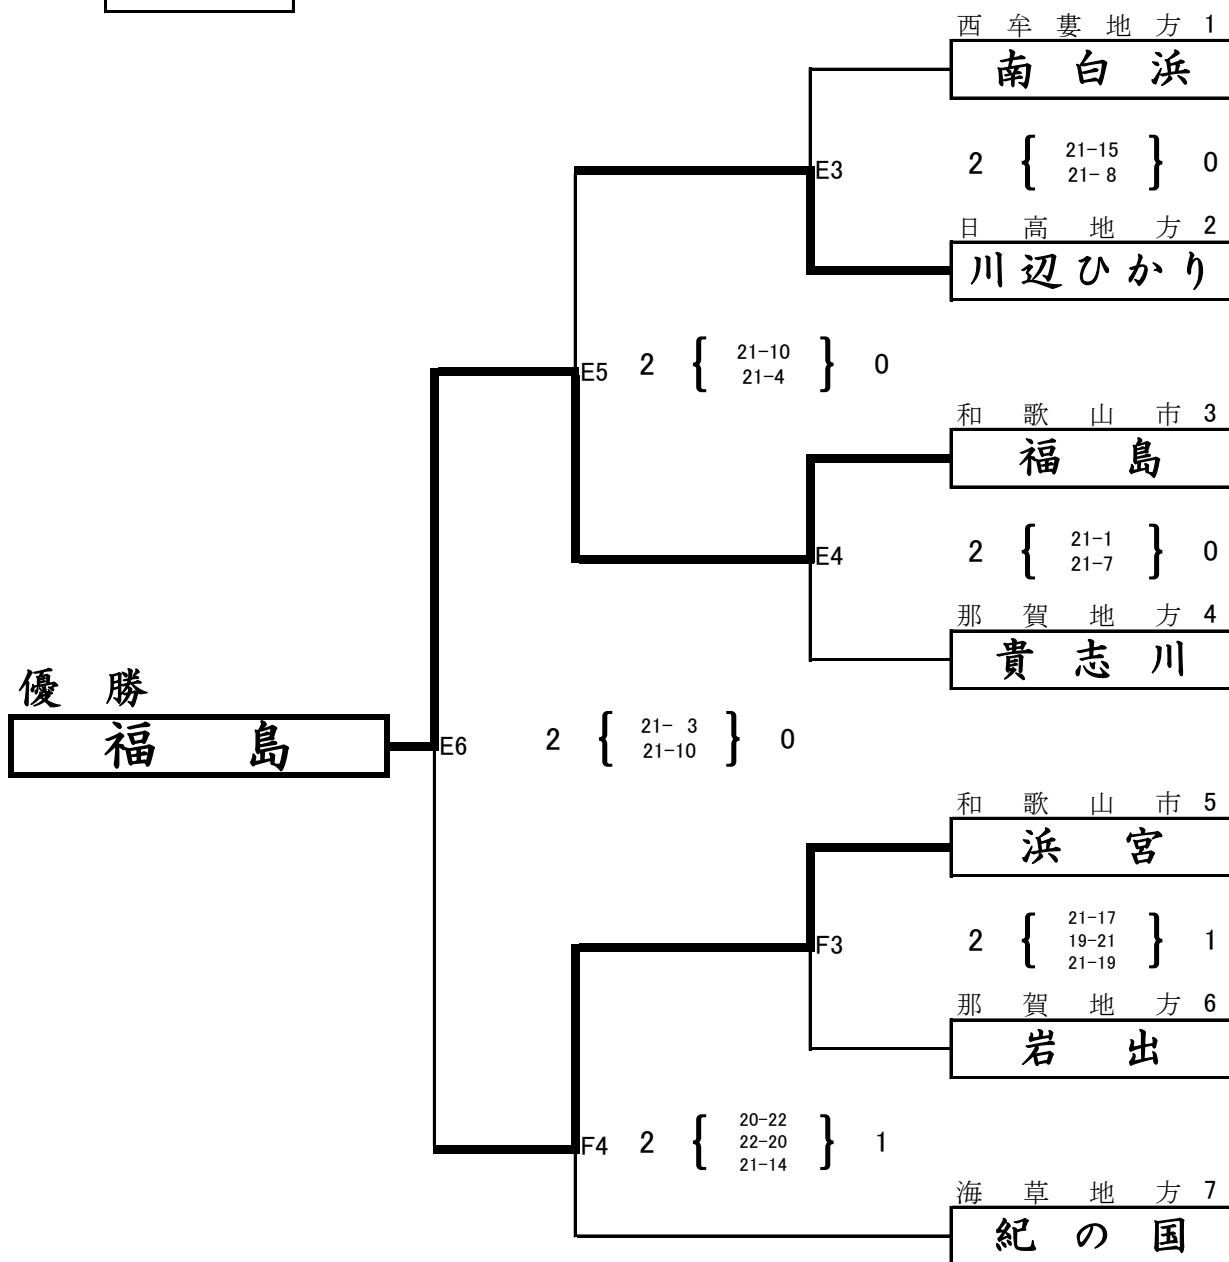 西牟婁地方 1
南白浜
E3 2 { 21-15 } 0
21- 8
日高地方 2
川辺ひかり
E5 2 { 21-10 } 0
21-4
和歌山市 3
福島
E4 2 { 21-1 } 0
21-7
那賀地方 4
貴志川
優勝
福島
E6 2 { 21- 3 } 0
21-10
和歌山市 5
浜宮
F3 2 { 21-17 } 1
19-21
21-19
那賀地方 6
岩出
F4 2 { 20-22 } 1
22-20
21-14
海草地方 7
紀の国